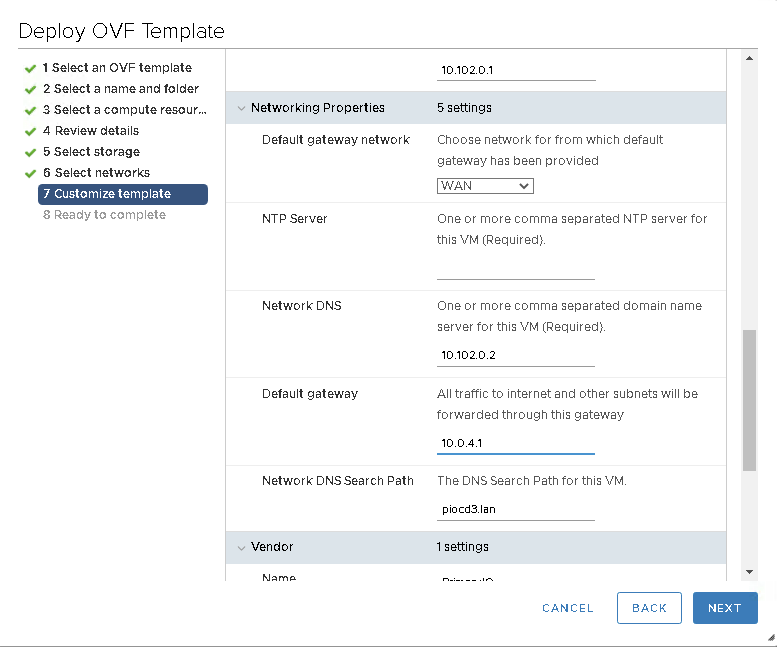 Deploy OVF Template
1 Select an OVF template
2 Select a name and folder
3 Select a compute resour...
4 Review details
5 Select storage
6 Select networks
7 Customize template
8 Ready to complete
10.102.0.1
Networking Properties 5 settings
Default gateway network Choose network for from which default
gateway has been provided
WAN
NTP Server One or more comma separated NTP server for
this VM (Required).
Network DNS One or more comma separated domain name
server for this VM (Required).
10.102.0.2
Default gateway All traffic to internet and other subnets will be
forwarded through this gateway
10.0.4.1
Network DNS Search Path The DNS Search Path for this VM.
piocd3.lan
Vendor 1 settings
Name PrimaryIO
CANCEL BACK NEXT